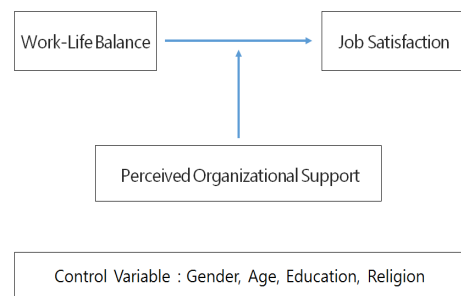 Work-Life Balance
Job Satisfaction
Perceived Organizational Support
Control Variable : Gender, Age, Education, Religion